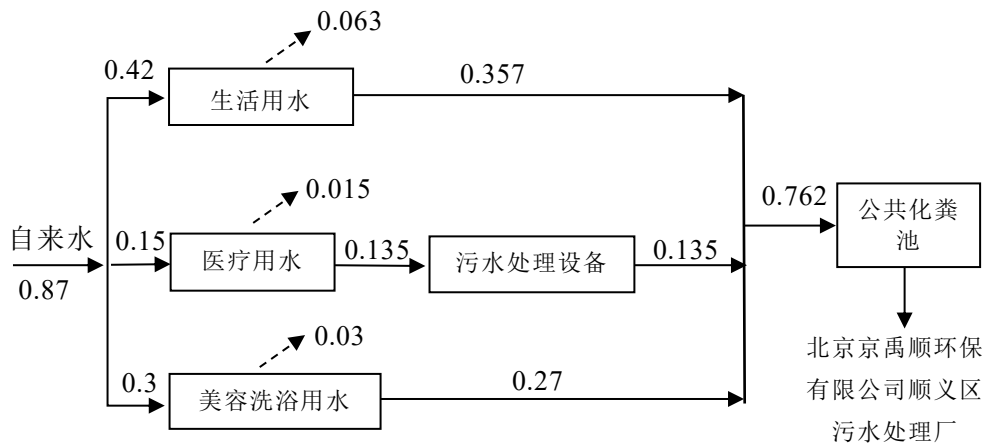 0.063
0.42
生活用水
0.357
0.015
自来水
0.15
医疗用水
0.135
污水处理设备
0.135
0.762
公共化粪
池
0.87
0.03
0.3
美容洗浴用水
0.27
北京京禹顺环保
有限公司顺义区
污水处理厂